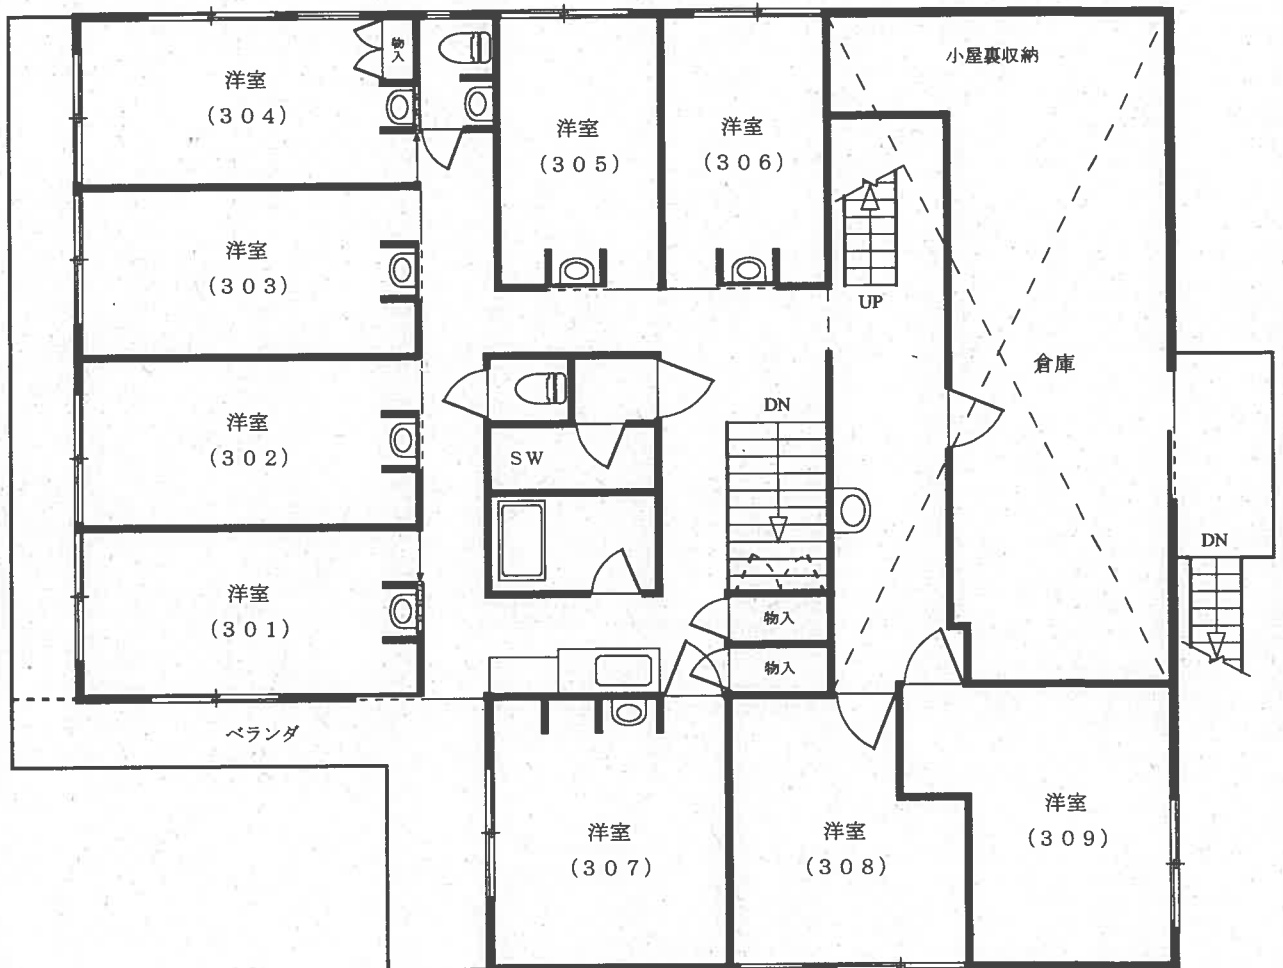 物入
洋室
(304)
小屋裏収納
洋室
(305)
洋室
(306)
洋室
(303)
UP
倉庫
洋室
(302)
DN
SW
洋室
(301)
DN
物入
物入
ベランダ
洋室
(307)
洋室
(308)
洋室
(309)